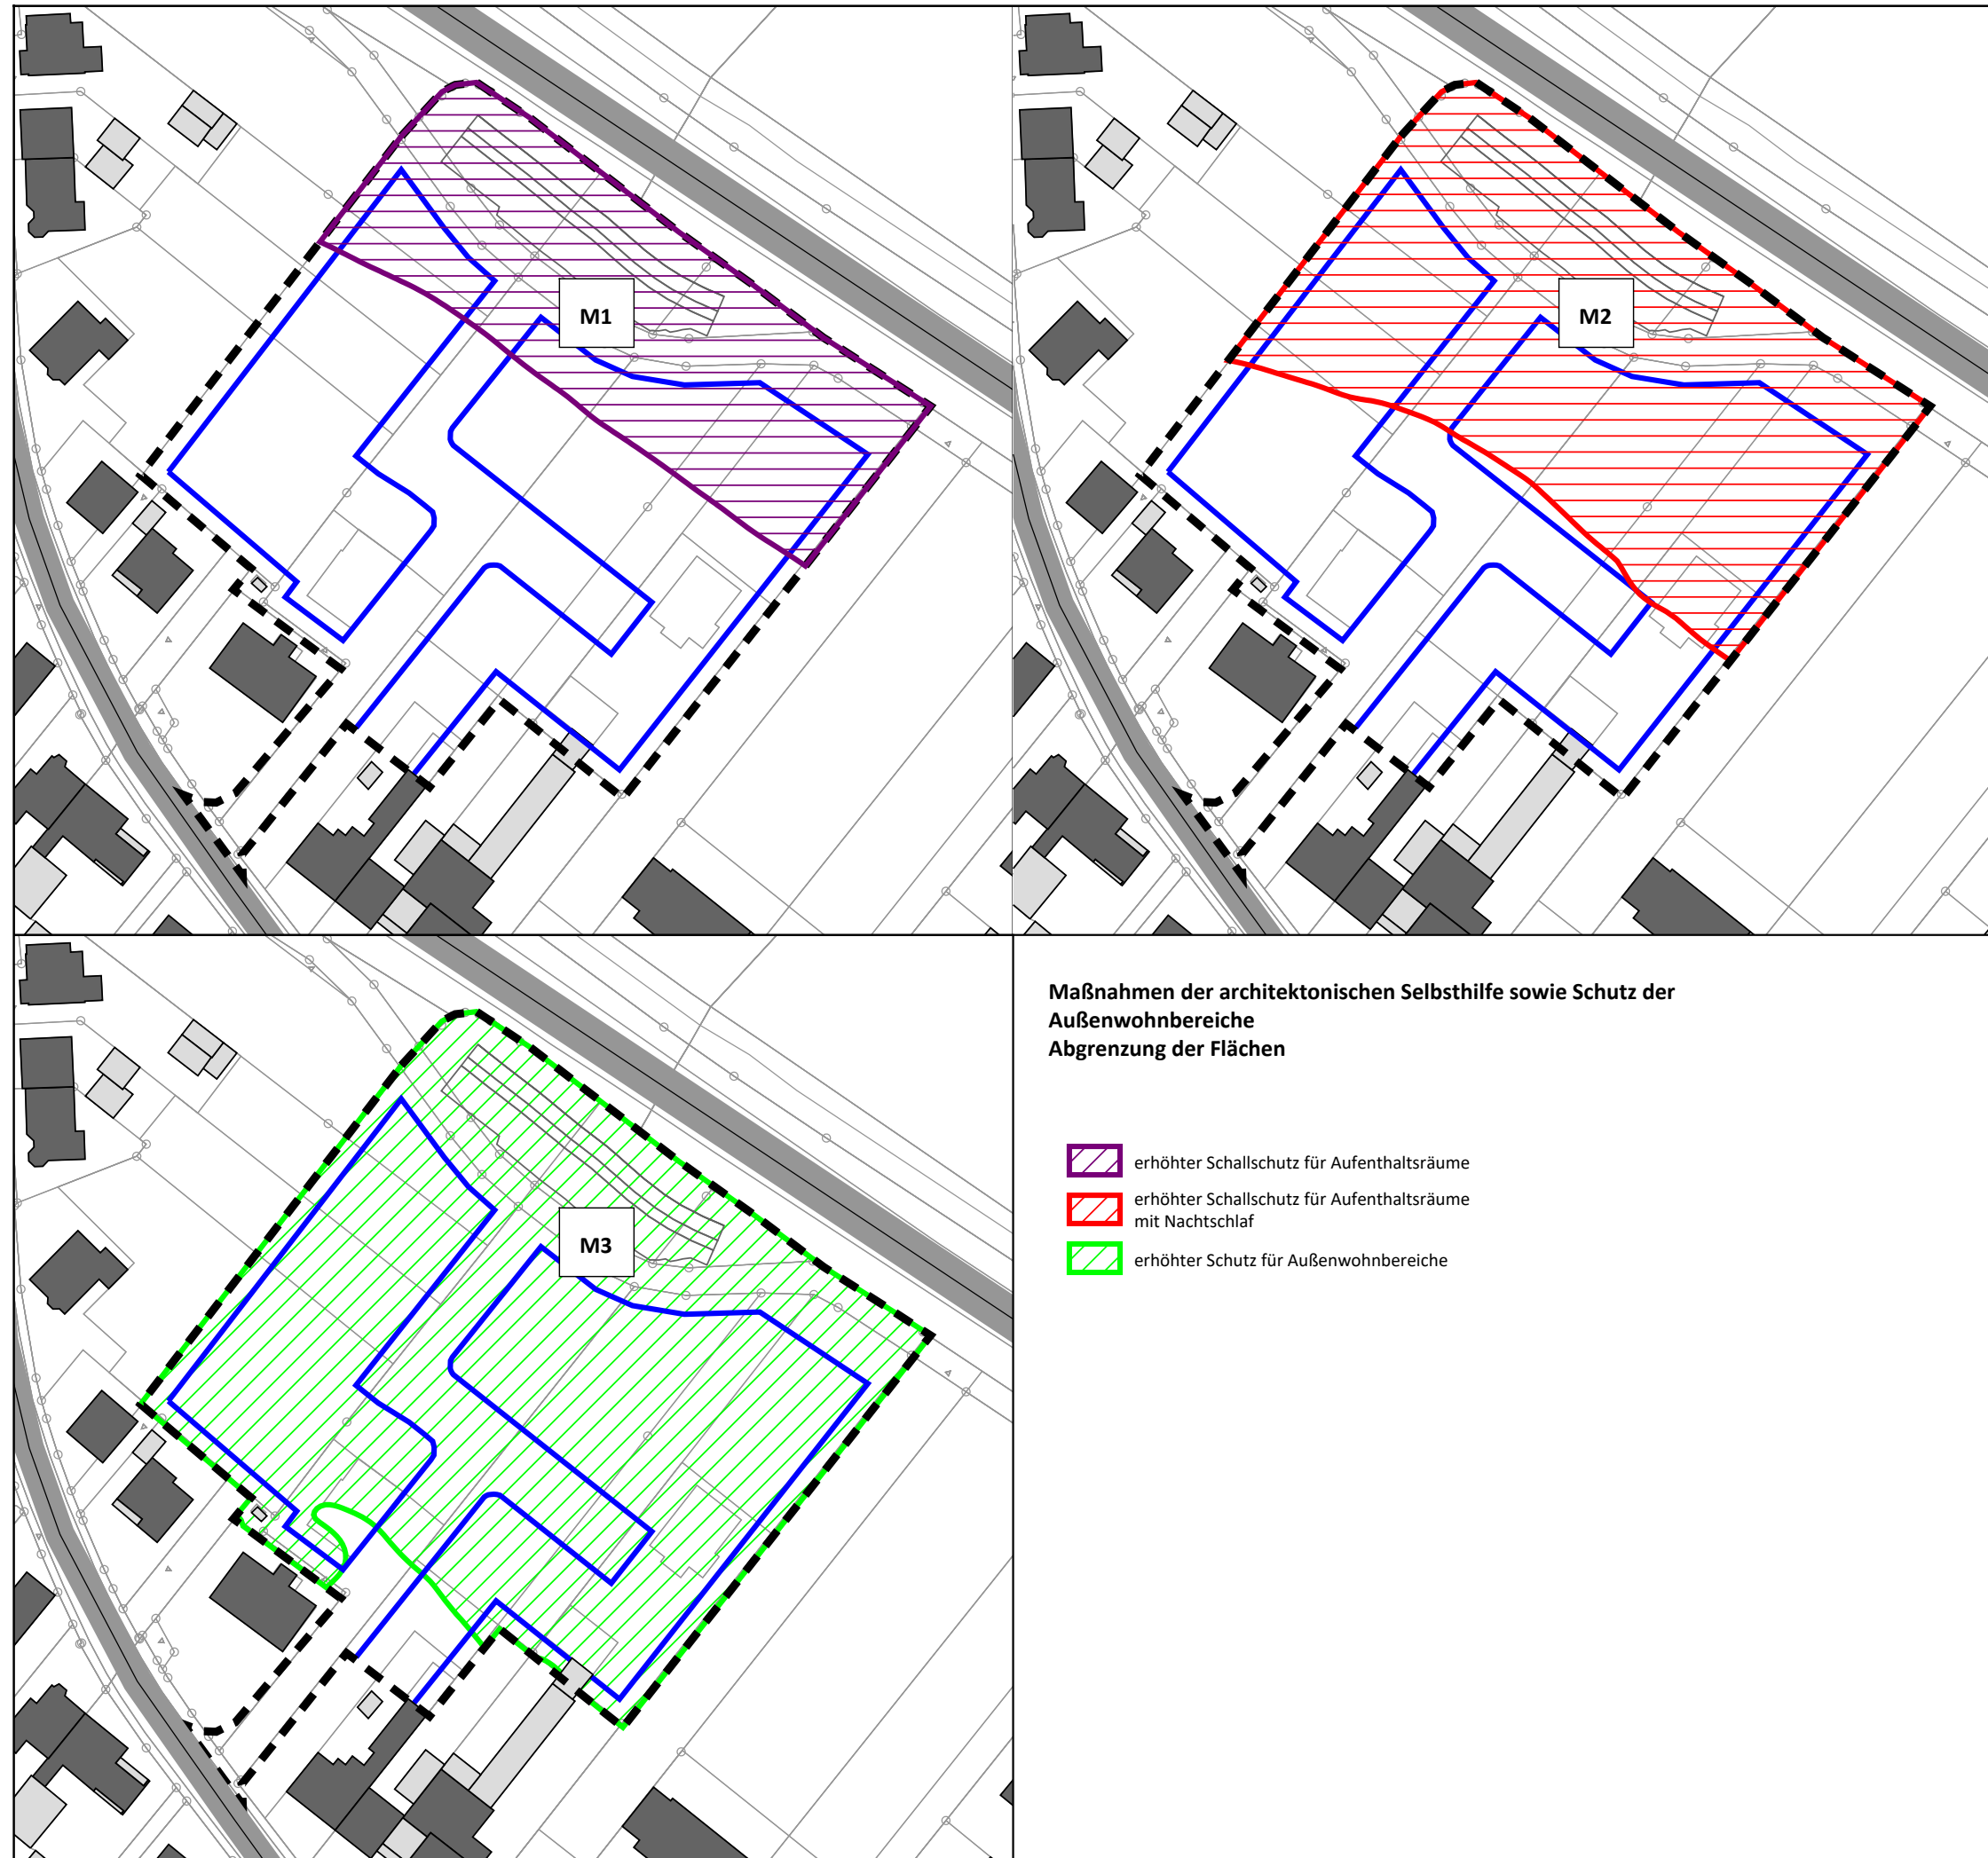 M1
M2
M3
Maßnahmen der architektonischen Selbsthilfe sowie Schutz der
Außenwohnbereiche
Abgrenzung der Flächen
erhöhter Schallschutz für Aufenthaltsräume
erhöhter Schallschutz für Aufenthaltsräume
mit Nachtschlaf
erhöhter Schutz für Außenwohnbereiche